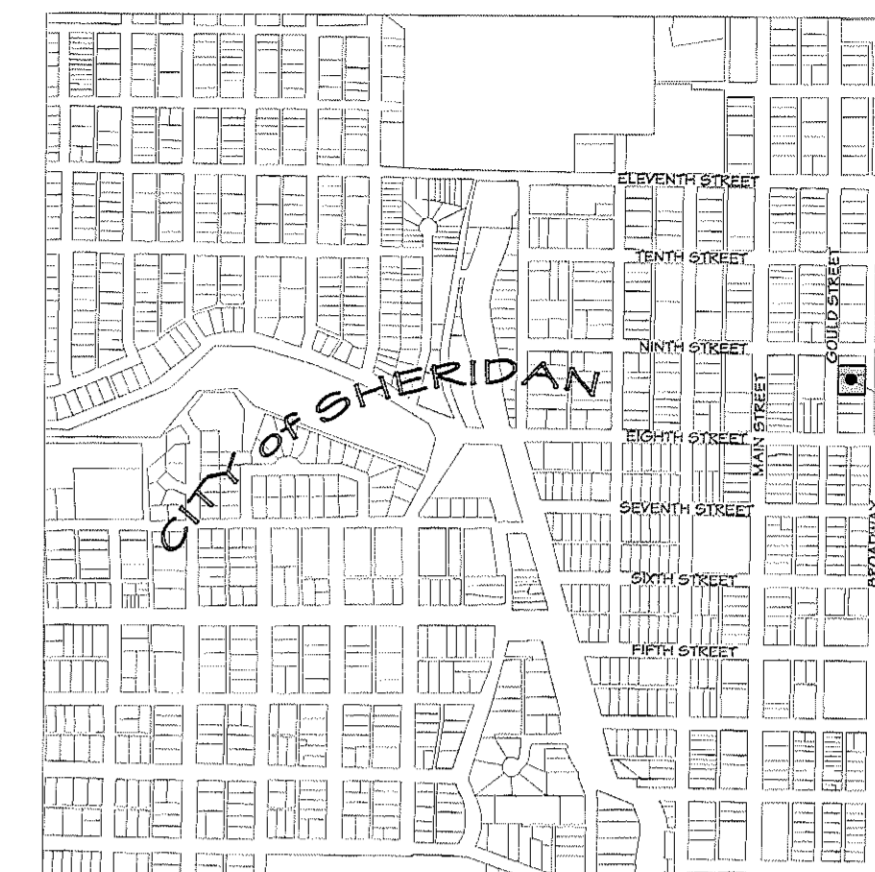 ELEVENTH STREET
TENTH STREET
GOULD STREET
NINTH STREET
CITY OF SHERIDAN
MAIN STREET
EIGHTH STREET
SEVENTH STREET
BROADWAY
SIXTH STREET
FIFTH STREET